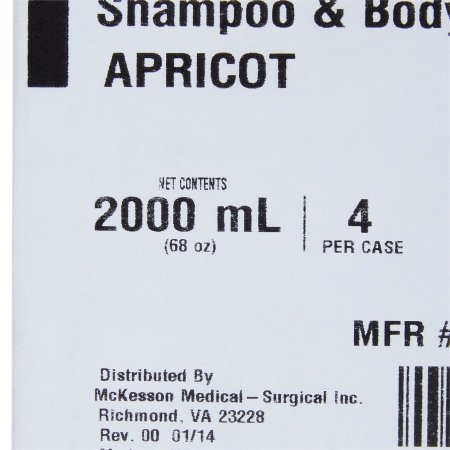 Shampoo & Body
APRICOT
NET CONTENTS
2000 mL
(68 oz)
4
PER CASE
MFR #
Distributed By
McKesson Medical–Surgical Inc.
Richmond, VA 23228
Rev. 00 01/14